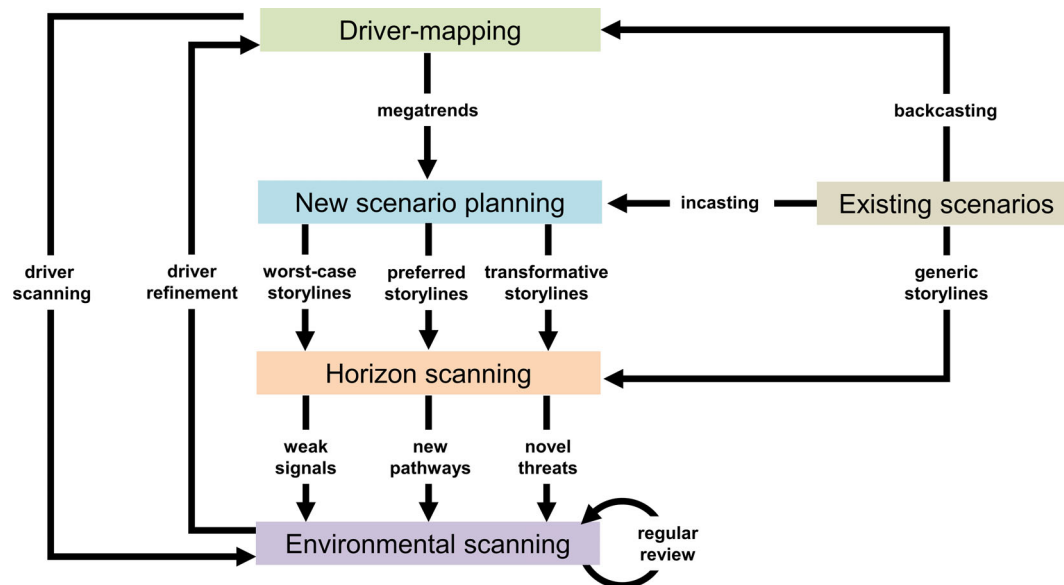 Driver-mapping
megatrends
backcasting
New scenario planning
incasting
Existing scenarios
driver
scanning
driver
refinement
worst-case
storylines
preferred
storylines
transformative
storylines
generic
storylines
Horizon scanning
weak
signals
new
pathways
novel
threats
Environmental scanning
regular
review